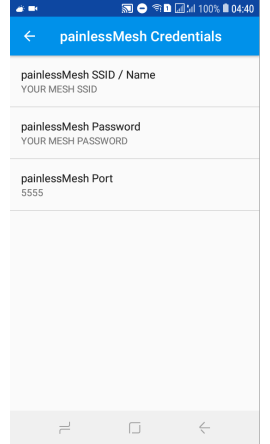 100% 04:40
painlessMesh Credentials
painlessMesh SSID / Name
YOUR MESH SSID
painlessMesh Password
YOUR MESH PASSWORD
painlessMesh Port
5555